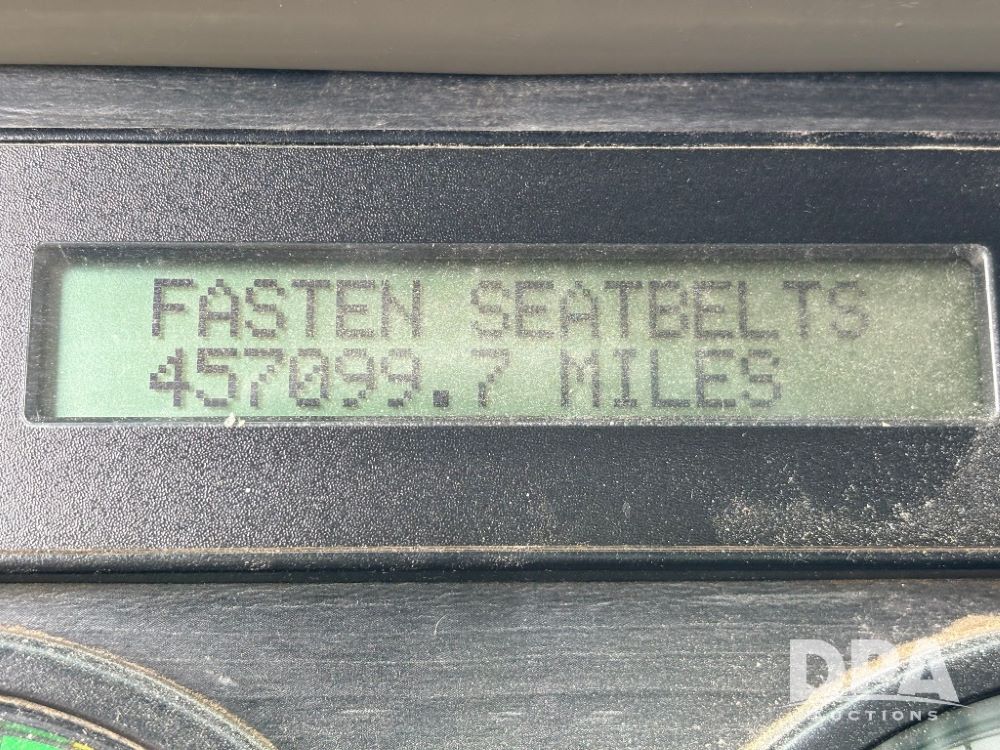 FASTEN SEATBELTS
457099.7 MILES
DPA
AUCTIONS